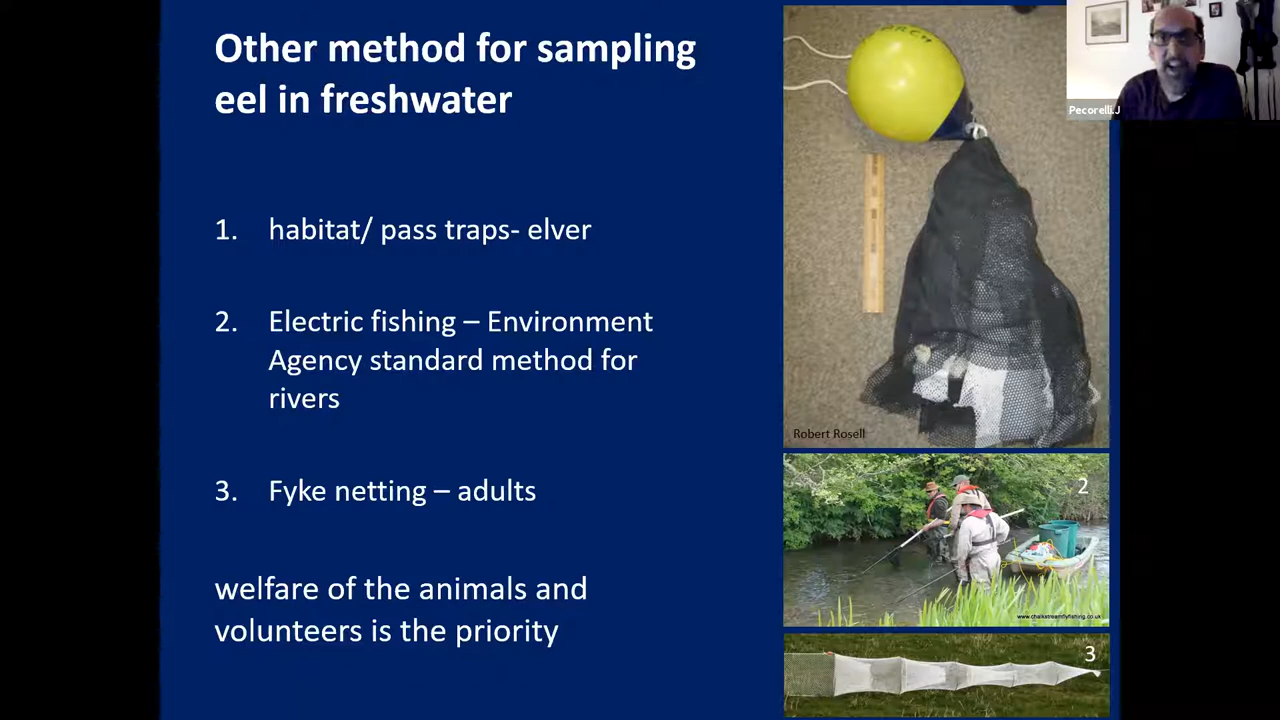 Other method for sampling
eel in freshwater
1. habitat/ pass traps- elver
2. Electric fishing – Environment
Agency standard method for
rivers
3. Fyke netting – adults
welfare of the animals and
volunteers is the priority
Robert Rosell
2
www.chalkstreamflyfishing.co.uk
3
Pecorelli.J